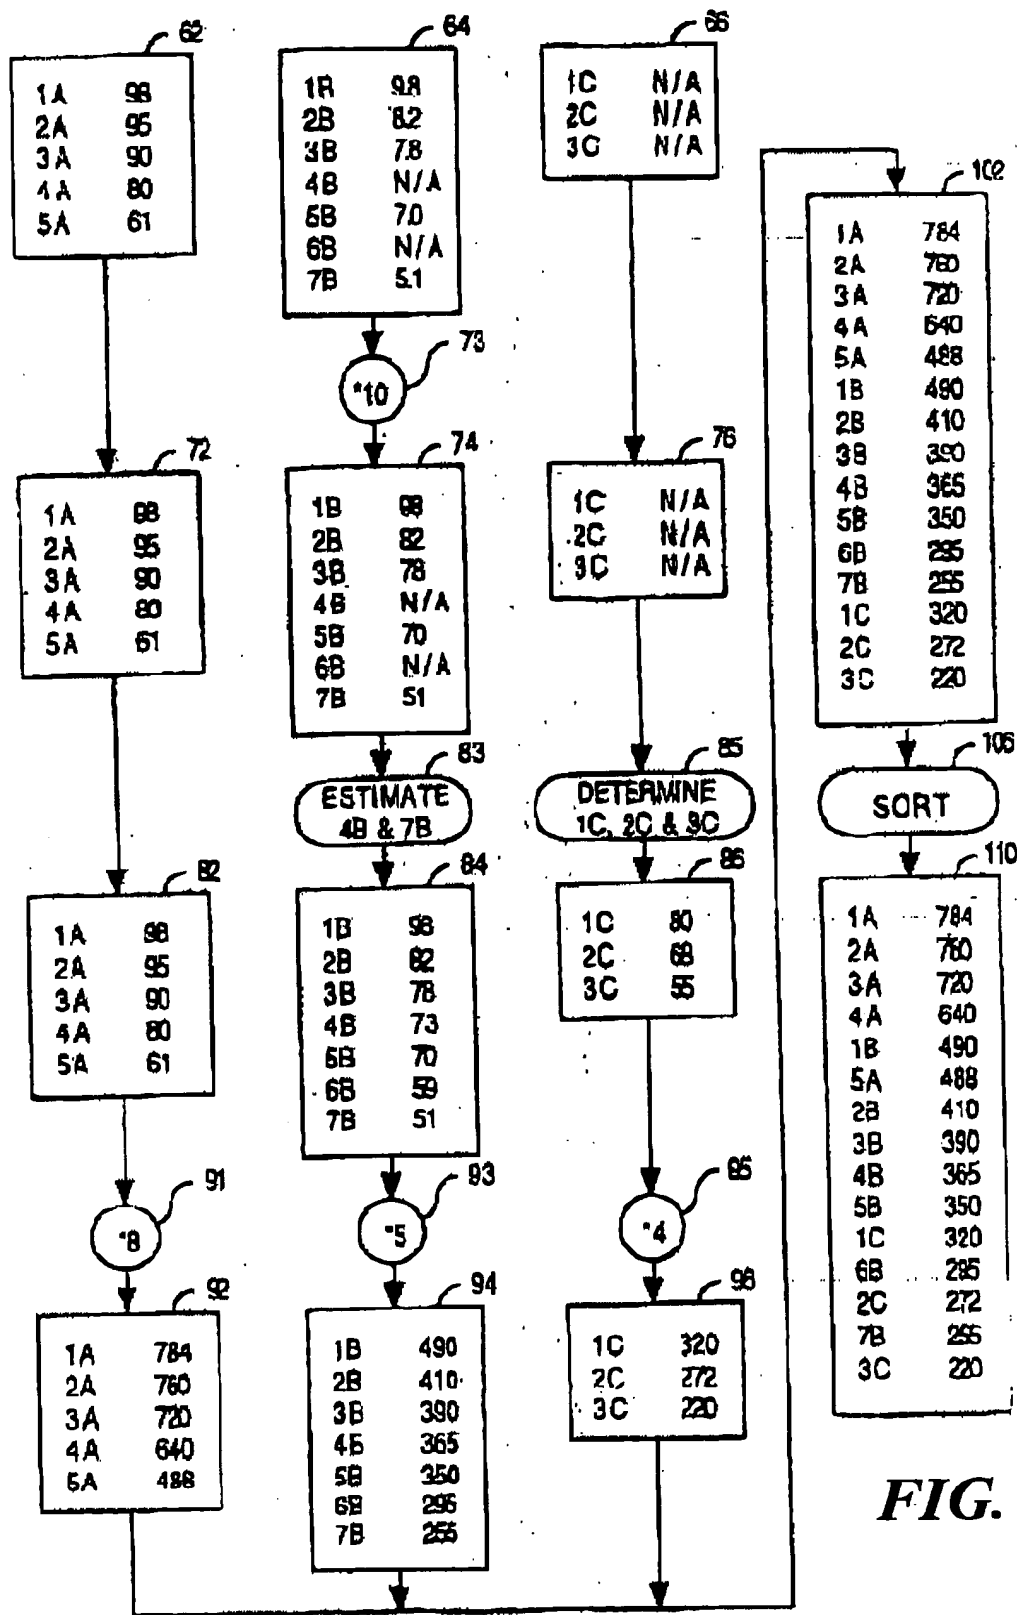 62
1A 98
2A 95
3A 90
4A 80
5A 61
64
1B 9.8
2B 8.2
3B 7.8
4B N/A
5B 7.0
6B N/A
7B 5.1
66
1C N/A
2C N/A
3C N/A
73
*10
72
1A 98
2A 95
3A 90
4A 80
5A 61
74
1B 98
2B 82
3B 78
4B N/A
5B 70
6B N/A
7B 51
76
1C N/A
2C N/A
3C N/A
83
ESTIMATE
4B & 7B
85
DETERMINE
1C, 2C & 3C
82
1A 98
2A 95
3A 90
4A 80
5A 61
84
1B 98
2B 82
3B 78
4B 73
5B 70
6B 59
7B 51
86
1C 80
2C 68
3C 55
91
*8
93
*5
95
*4
92
1A 784
2A 760
3A 720
4A 640
5A 488
94
1B 490
2B 410
3B 390
4B 365
5B 350
6B 295
7B 255
96
1C 320
2C 272
3C 220
102
1A 784
2A 760
3A 720
4A 640
5A 488
1B 490
2B 410
3B 390
4B 365
5B 350
6B 295
7B 255
1C 320
2C 272
3C 220
106
SORT
110
1A 784
2A 760
3A 720
4A 640
1B 490
5A 488
2B 410
3B 390
4B 365
5B 350
1C 320
6B 295
2C 272
7B 255
3C 220
FIG.